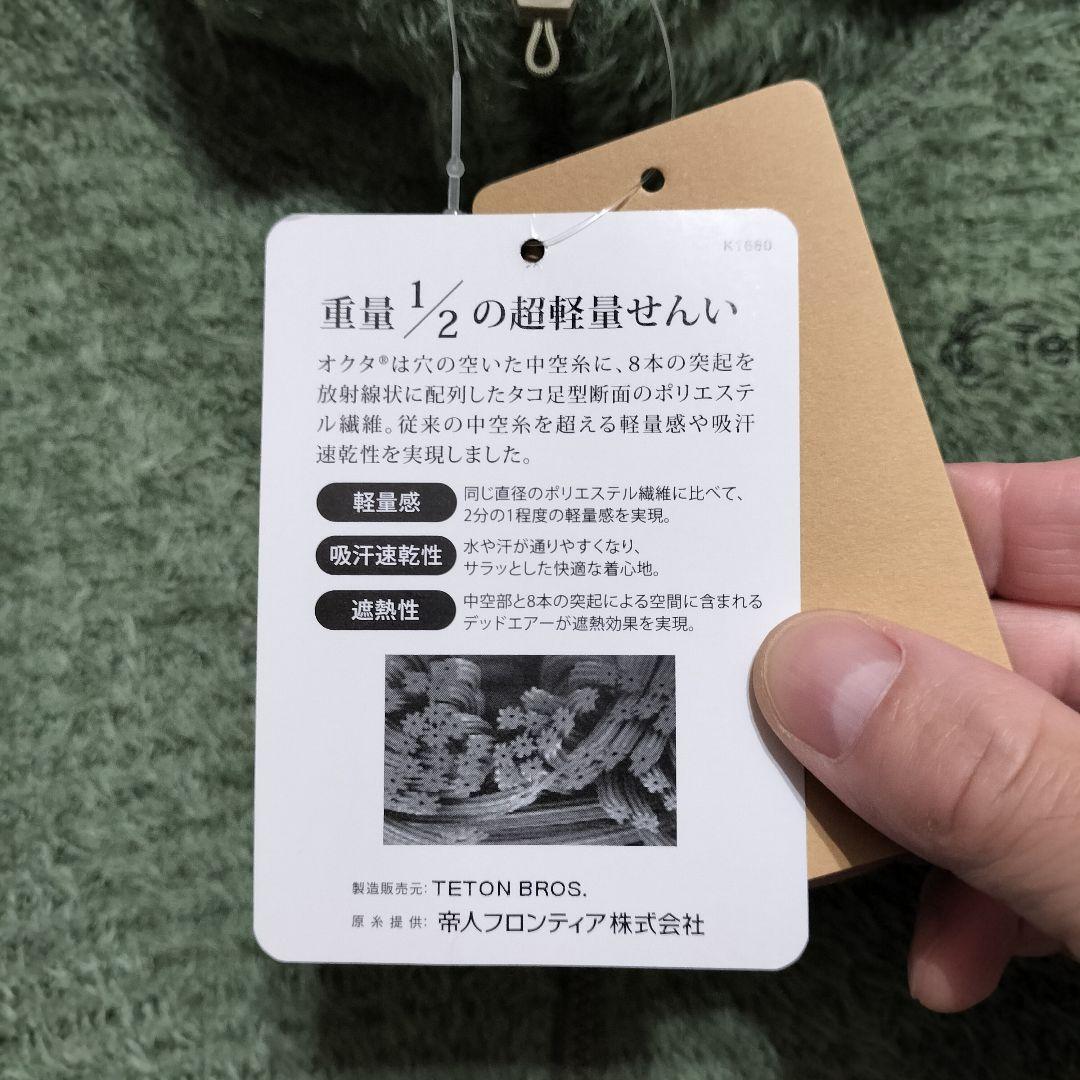 K1660
重量1/2の超軽量せんい
オクタ®は穴の空いた中空糸に、8本の突起を
放射線状に配列したタコ足型断面のポリエステ
ル繊維。従来の中空糸を超える軽量感や吸汗
速乾性を実現しました。
軽量感 同じ直径のポリエステル繊維に比べて、
2分の1程度の軽量感を実現。
吸汗速乾性 水や汗が通りやすくなり、
サラッとした快適な着心地。
遮熱性 中空部と8本の突起による空間に含まれる
デッドエアーが遮熱効果を実現。
製造販売元: TETON BROS.
原糸提供: 帝人フロンティア株式会社